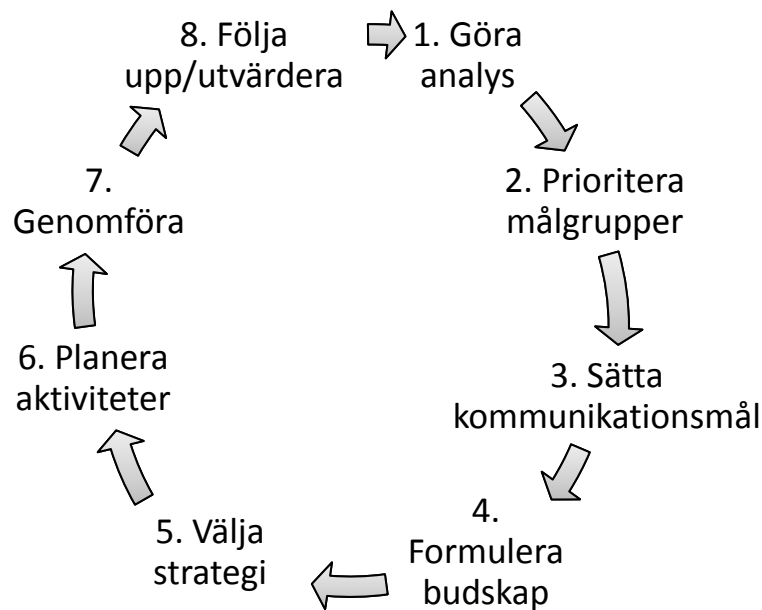 1. Göra
analys
2. Prioritera
målgrupper
3. Sätta
kommunikationsmål
4.
Formulera
budskap
5. Välja
strategi
6. Planera
aktiviteter
7.
Genomföra
8. Följa
upp/utvärdera